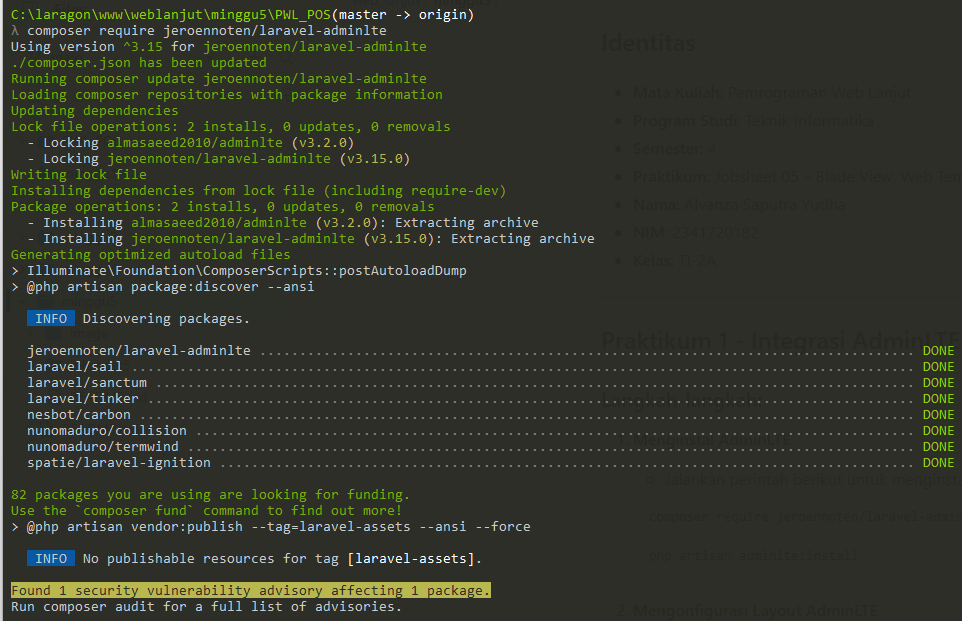 C:\laragon\www\weblanjut\minggu5\PWL_POS(master -> origin)
λ composer require jeroennoten/laravel-adminlte
Using version ^3.15 for jeroennoten/laravel-adminlte
./composer.json has been updated
Running composer update jeroennoten/laravel-adminlte
Loading composer repositories with package information
Updating dependencies
Lock file operations: 2 installs, 0 updates, 0 removals
  - Locking almasaeed2010/adminlte (v3.2.0)
  - Locking jeroennoten/laravel-adminlte (v3.15.0)
Writing lock file
Installing dependencies from lock file (including require-dev)
Package operations: 2 installs, 0 updates, 0 removals
  - Installing almasaeed2010/adminlte (v3.2.0): Extracting archive
  - Installing jeroennoten/laravel-adminlte (v3.15.0): Extracting archive
Generating optimized autoload files
> Illuminate\Foundation\ComposerScripts::postAutoloadDump
> @php artisan package:discover --ansi
INFO Discovering packages.
jeroennoten/laravel-adminlte ........ DONE
laravel/sail ........ DONE
laravel/sanctum ........ DONE
laravel/tinker ........ DONE
nesbot/carbon ........ DONE
nunomaduro/collision ........ DONE
nunomaduro/termwind ........ DONE
spatie/laravel-ignition ........ DONE
82 packages you are using are looking for funding.
Use the `composer fund` command to find out more!
> @php artisan vendor:publish --tag=laravel-assets --ansi --force
INFO No publishable resources for tag [laravel-assets].
Found 1 security vulnerability advisory affecting 1 package.
Run composer audit for a full list of advisories.
Identitas
Mata Kuliah: Pemrograman Web Lanjut
Program Studi: Teknik Informatika
Semester: 4
Praktikum: Jobsheet 05 - Blade View, Web
NIM: 2341720182
Kelas: TI-2A
minggu5
Praktikum 1 - Integrasi AdminLTE
php artisan adminlte:install
2. Mengonfigurasi Layout AdminLTE